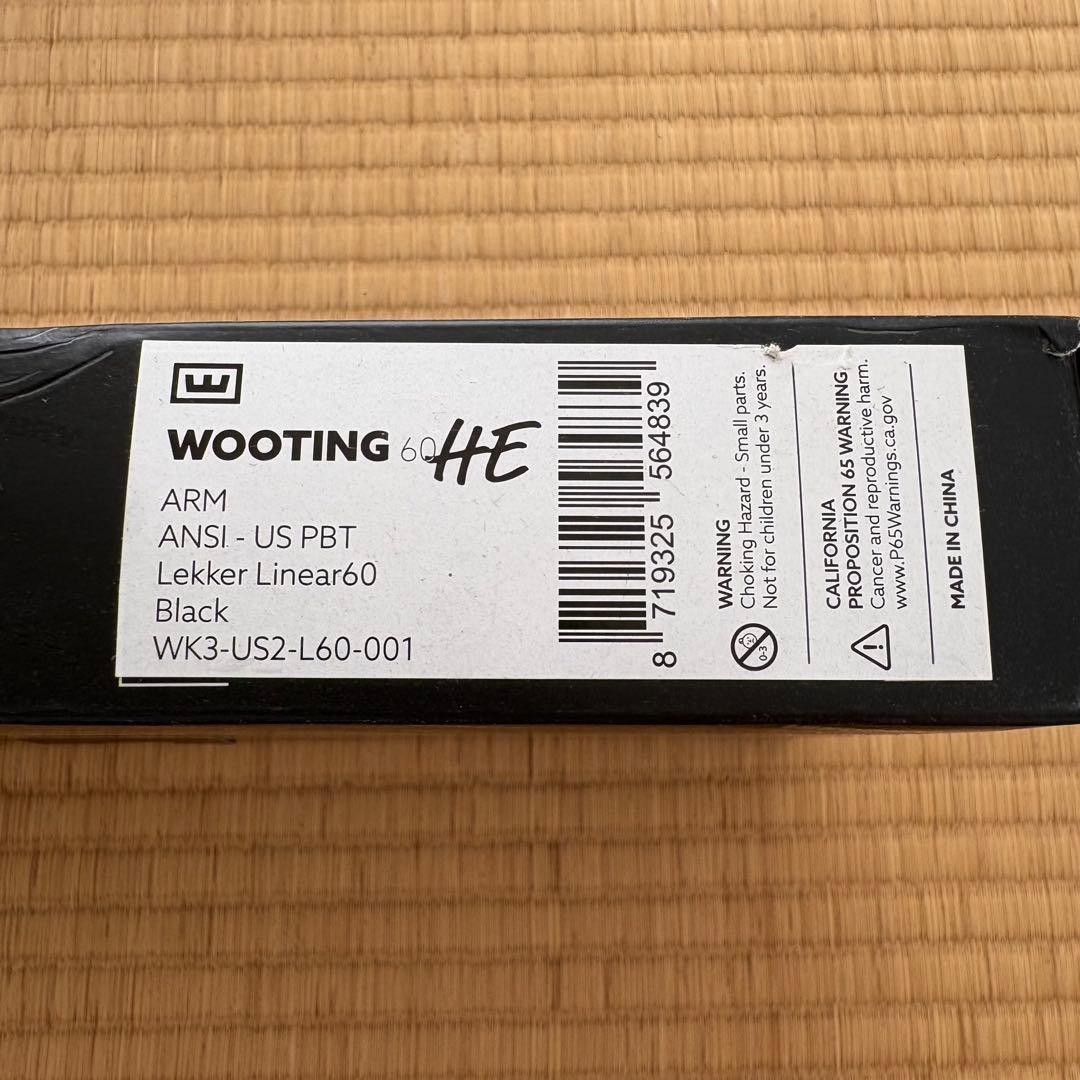 WOOTING 60HE
ARM
ANSI - US PBT
Lekker Linear60
Black
WK3-US2-L60-001
8 719325 564839
WARNING
Choking Hazard - Small parts.
Not for children under 3 years.
0-3
CALIFORNIA
PROPOSITION 65 WARNING
Cancer and reproductive harm.
www.P65Warnings.ca.gov
MADE IN CHINA